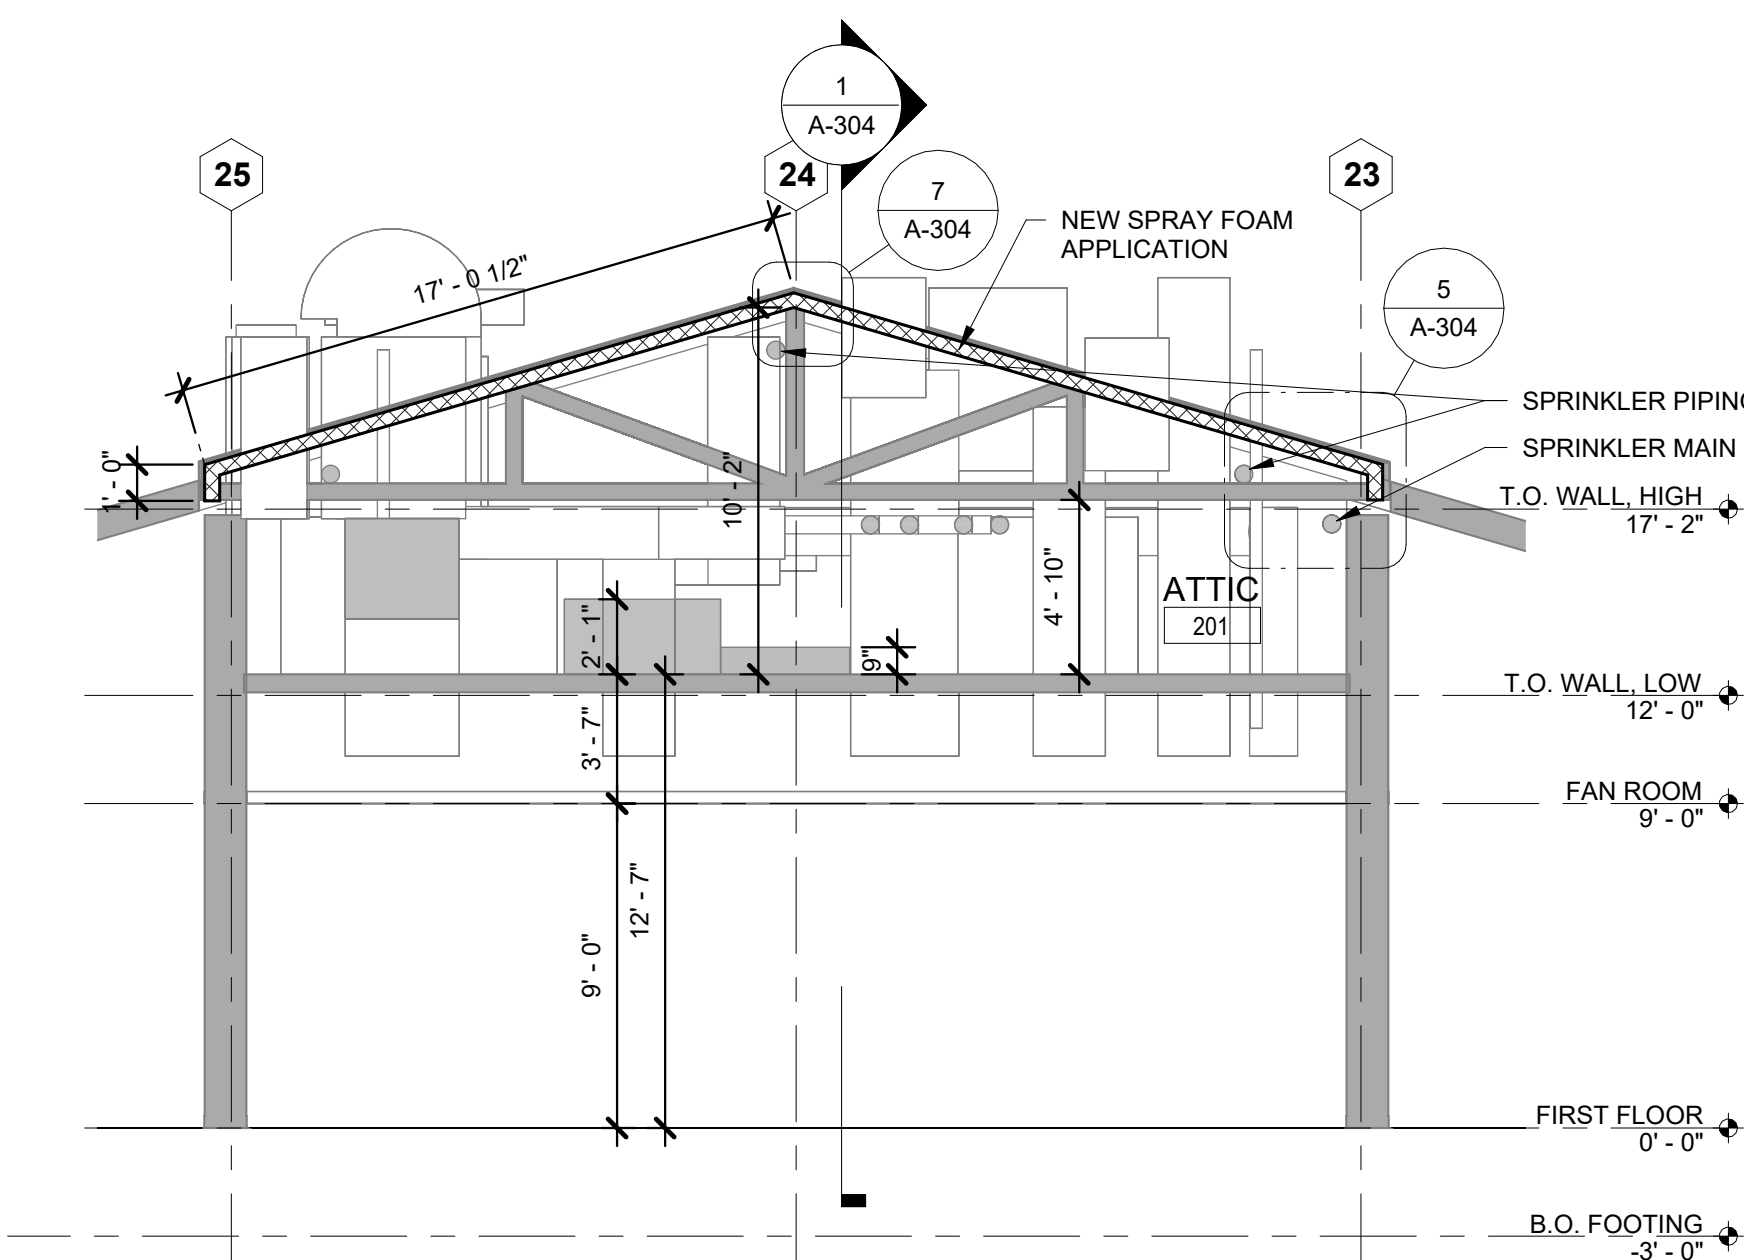 1
A-304
25
24
23
7
A-304
NEW SPRAY FOAM
APPLICATION
5
A-304
17' - 0 1/2"
SPRINKLER PIPING
SPRINKLER MAIN
1' - 0"
10' - 2"
T.O. WALL, HIGH
17' - 2"
4' - 10"
ATTIC
201
2' - 1"
9"
T.O. WALL, LOW
12' - 0"
3' - 7"
FAN ROOM
9' - 0"
12' - 7"
9' - 0"
FIRST FLOOR
0' - 0"
B.O. FOOTING
-3' - 0"